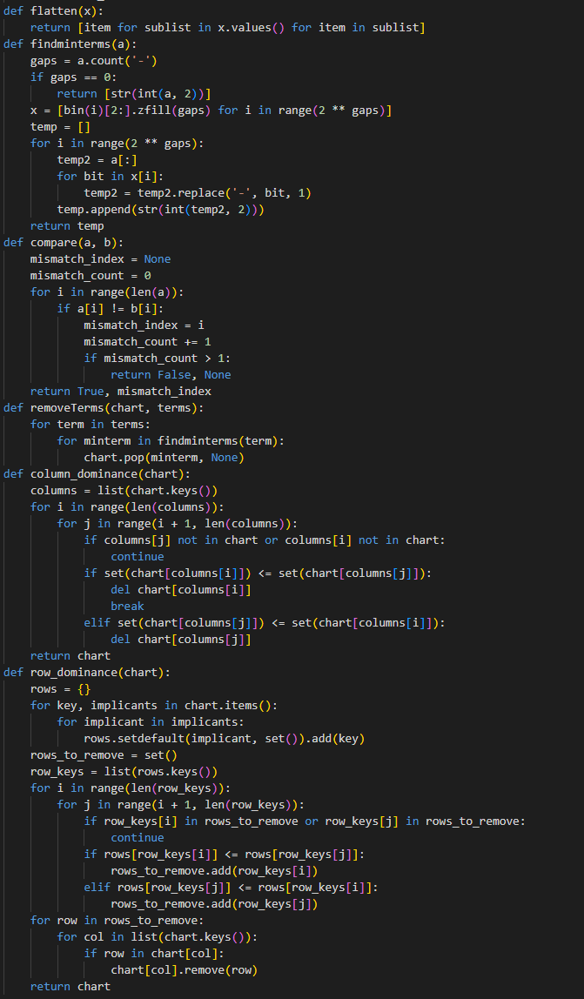 def flatten(x):
    return [item for sublist in x.values() for item in sublist]
def findminterms(a):
    gaps = a.count('-')
    if gaps == 0:
        return [str(int(a, 2))]
    x = [bin(i)[2:].zfill(gaps) for i in range(2 ** gaps)]
    temp = []
    for i in range(2 ** gaps):
        temp2 = a[:]
        for bit in x[i]:
            temp2 = temp2.replace('-', bit, 1)
        temp.append(str(int(temp2, 2)))
    return temp
def compare(a, b):
    mismatch_index = None
    mismatch_count = 0
    for i in range(len(a)):
        if a[i] != b[i]:
            mismatch_index = i
            mismatch_count += 1
            if mismatch_count > 1:
                return False, None
    return True, mismatch_index
def removeTerms(chart, terms):
    for term in terms:
        for minterm in findminterms(term):
            chart.pop(minterm, None)
def column_dominance(chart):
    columns = list(chart.keys())
    for i in range(len(columns)):
        for j in range(i + 1, len(columns)):
            if columns[j] not in chart or columns[i] not in chart:
                continue
            if set(chart[columns[i]]) <= set(chart[columns[j]]):
                del chart[columns[i]]
                break
            elif set(chart[columns[j]]) <= set(chart[columns[i]]):
                del chart[columns[j]]
    return chart
def row_dominance(chart):
    rows = {}
    for key, implicants in chart.items():
        for implicant in implicants:
            rows.setdefault(implicant, set()).add(key)
    rows_to_remove = set()
    row_keys = list(rows.keys())
    for i in range(len(row_keys)):
        for j in range(i + 1, len(row_keys)):
            if row_keys[i] in rows_to_remove or row_keys[j] in rows_to_remove:
                continue
            if rows[row_keys[i]] <= rows[row_keys[j]]:
                rows_to_remove.add(row_keys[i])
            elif rows[row_keys[j]] <= rows[row_keys[i]]:
                rows_to_remove.add(row_keys[j])
    for row in rows_to_remove:
        for col in list(chart.keys()):
            if row in chart[col]:
                chart[col].remove(row)
    return chart